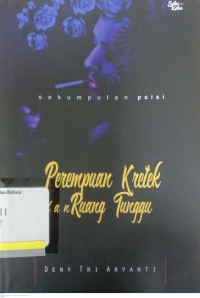 sekumpulan puisi
Perempuan Kretek
dan Ruang Tunggu
Deny Tri Aryanti